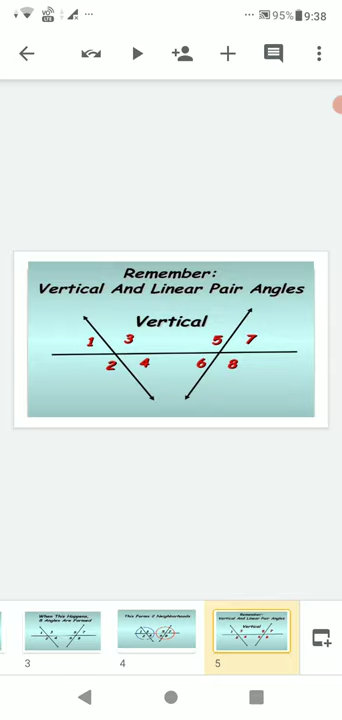 VO))
LTE
95%
9:38
Remember:
Vertical And Linear Pair Angles
Vertical
1 3 5 7
2 4 6 8
When This Happens,
8 Angles Are Formed
This Forms 2 Neighborhoods
Remember:
Vertical And Linear Pair Angles
Vertical
3
4
5